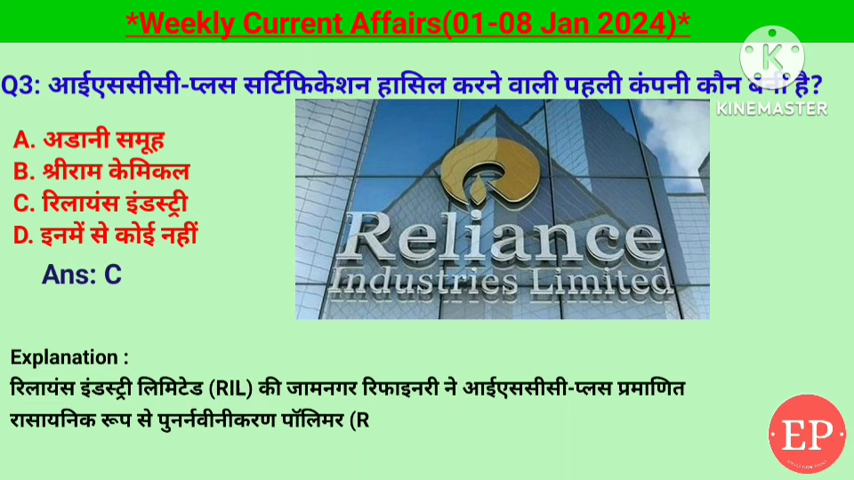 *Weekly Current Affairs(01-08 Jan 2024)*
Q3: आईएससीसी-प्लस सर्टिफिकेशन हासिल करने वाली पहली कंपनी कौन बनी है?
K
KINEMASTER
A. अडानी समूह
B. श्रीराम केमिकल
C. रिलायंस इंडस्ट्री
D. इनमें से कोई नहीं
Ans: C
Reliance
Industries Limited
Explanation :
रिलायंस इंडस्ट्री लिमिटेड (RIL) की जामनगर रिफाइनरी ने आईएससीसी-प्लस प्रमाणित
रासायनिक रूप से पुनर्नवीनीकरण पॉलिमर (R
EP